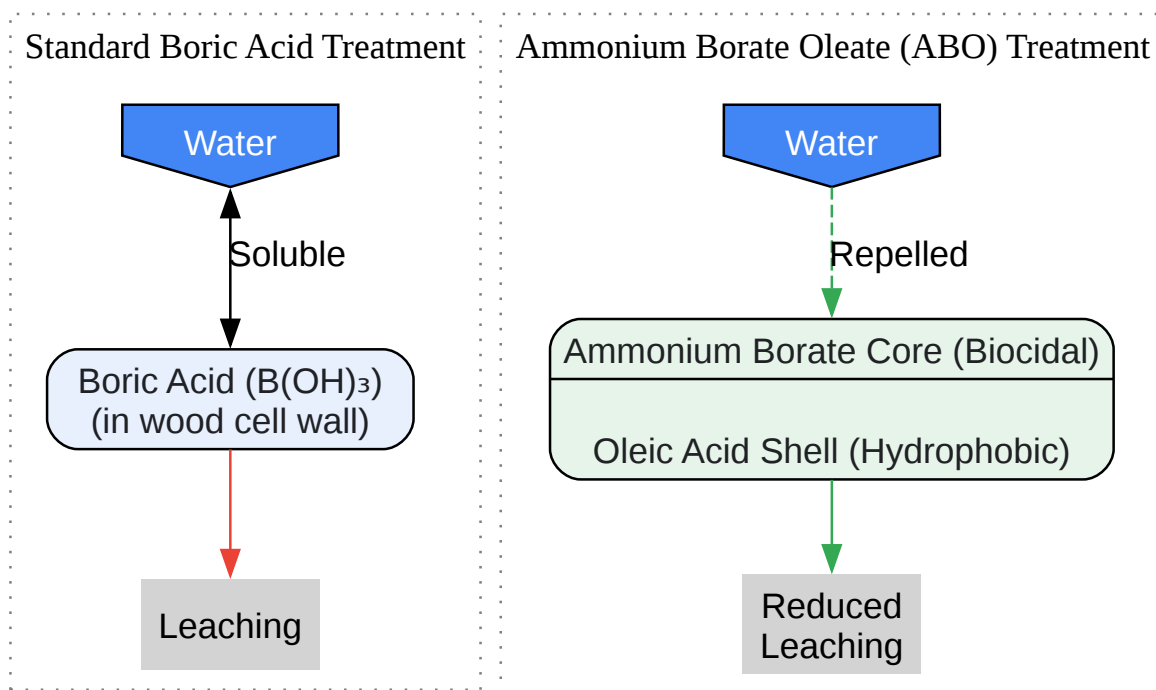 Standard Boric Acid Treatment
Water
Soluble
Boric Acid (B(OH)₃)
(in wood cell wall)
Leaching
Ammonium Borate Oleate (ABO) Treatment
Water
Repelled
Ammonium Borate Core (Biocidal)
Oleic Acid Shell (Hydrophobic)
Reduced
Leaching